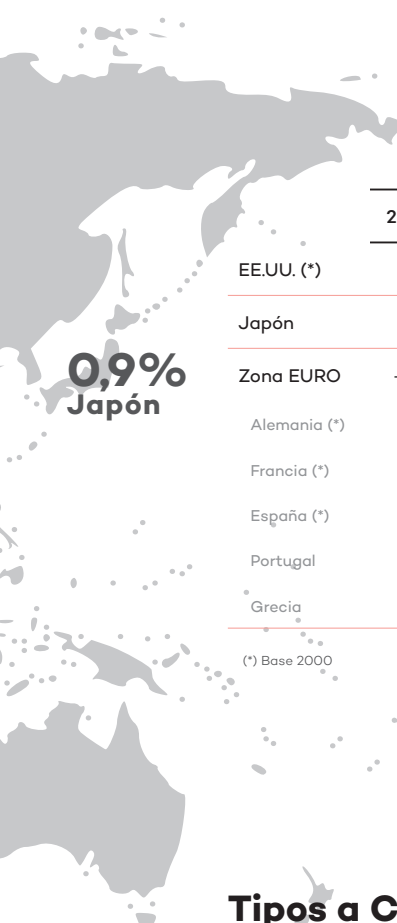 2
EE.UU. (*)
Japón
Zona EURO
0,9%
Japón
Alemania (*)
Francia (*)
España (*)
Portugal
Grecia
(*) Base 2000
Tipos a C